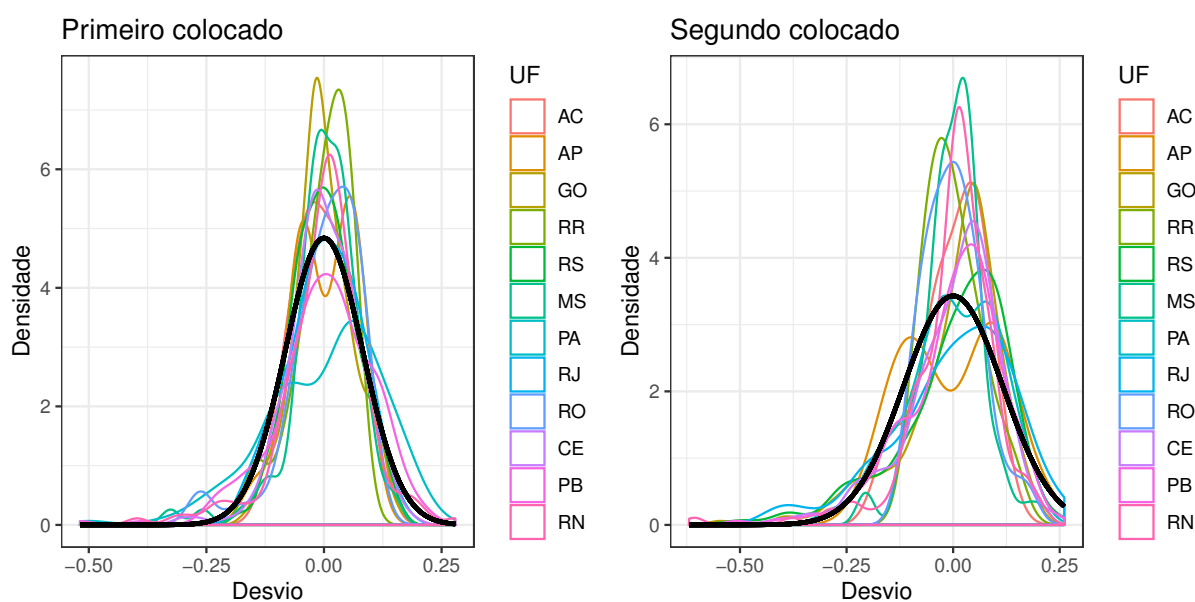 Primeiro colocado
Densidade
6
4
2
0
−0.50 −0.25 0.00 0.25
Desvio
UF
AC
AP
GO
RR
RS
MS
PA
RJ
RO
CE
PB
RN
Segundo colocado
Densidade
6
4
2
0
−0.50 −0.25 0.00 0.25
Desvio
UF
AC
AP
GO
RR
RS
MS
PA
RJ
RO
CE
PB
RN